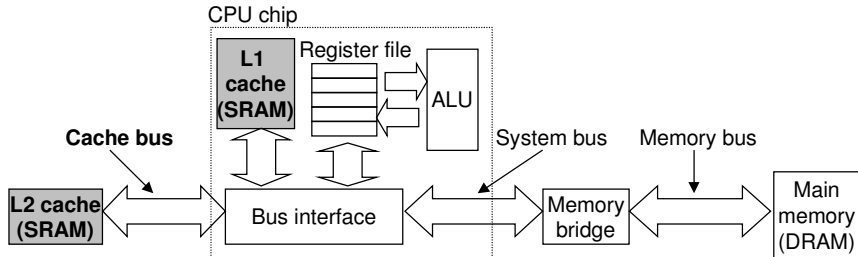 CPU chip
L1
cache
(SRAM)
Register file
ALU
Cache bus
System bus
Memory bus
L2 cache
(SRAM)
Bus interface
Memory
bridge
Main
memory
(DRAM)